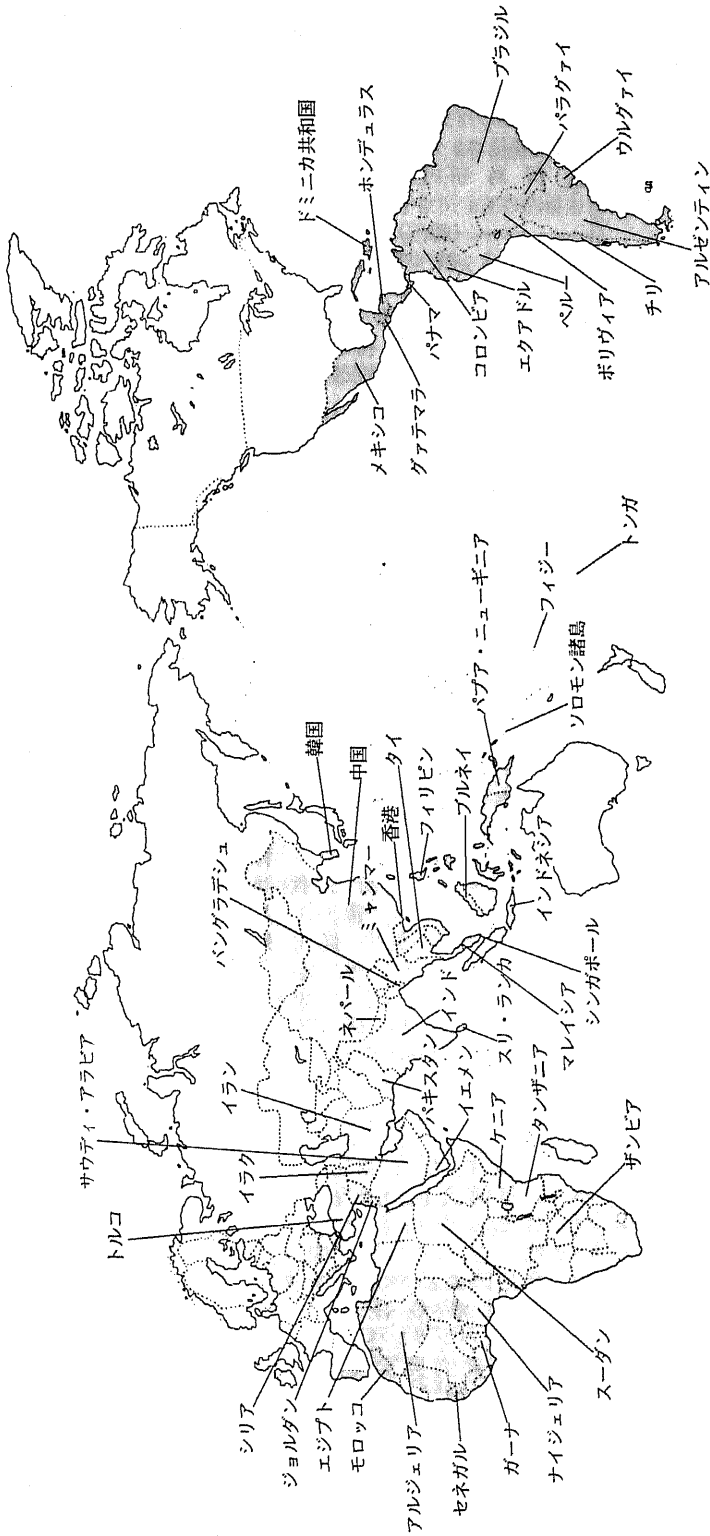 サウディ・アラビア
トルコ
イラク
イラン
シリア
ジョルダン
エジプト
モロッコ
アルジェリア
セネガル
ガーナ
ナイジェリア
スーダン
ザンビア
タンザニア
ケニア
イエメン
パキスタン
インド
ネパール
バングラデシュ
スリ・ランカ
マレイシア
シンガポール
インドネシア
ミャンマー
香港
タイ
フィリピン
ブルネイ
中国
韓国
パプア・ニューギニア
ソロモン諸島
フィジー
トンガ
メキシコ
グァテマラ
ホンデュラス
ドミニカ共和国
パナマ
コロンビア
エクアドル
ペルー
ボリヴィア
チリ
アルゼンティン
ウルグァイ
パラグァイ
ブラジル